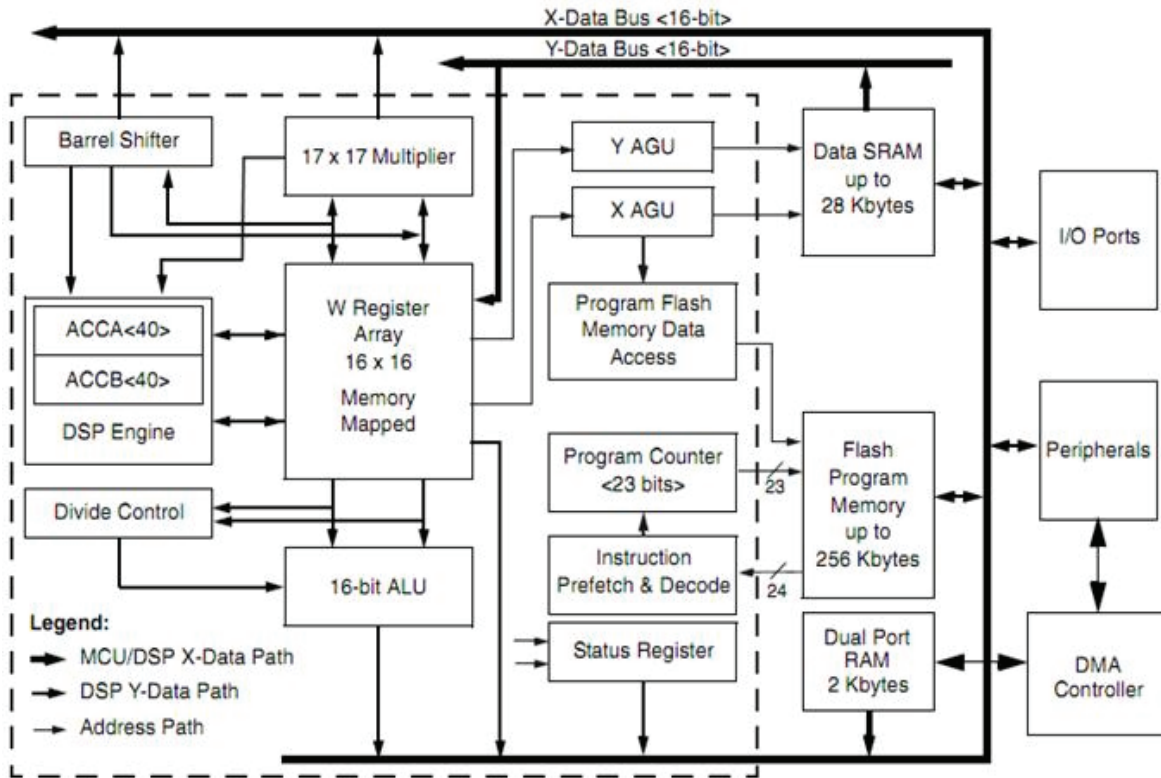 X-Data Bus <16-bit>
Y-Data Bus <16-bit>
Barrel Shifter
17 x 17 Multiplier
Y AGU
X AGU
Data SRAM
up to
28 Kbytes
I/O Ports
Program Flash
Memory Data
Access
W Register
Array
16 x 16
Memory
Mapped
ACCA<40>
ACCB<40>
DSP Engine
Program Counter
<23 bits>
23
Flash
Program
Memory
up to
256 Kbytes
Peripherals
Divide Control
16-bit ALU
Instruction
Prefetch & Decode
24
Status Register
Dual Port
RAM
2 Kbytes
DMA
Controller
Legend:
MCU/DSP X-Data Path
DSP Y-Data Path
Address Path